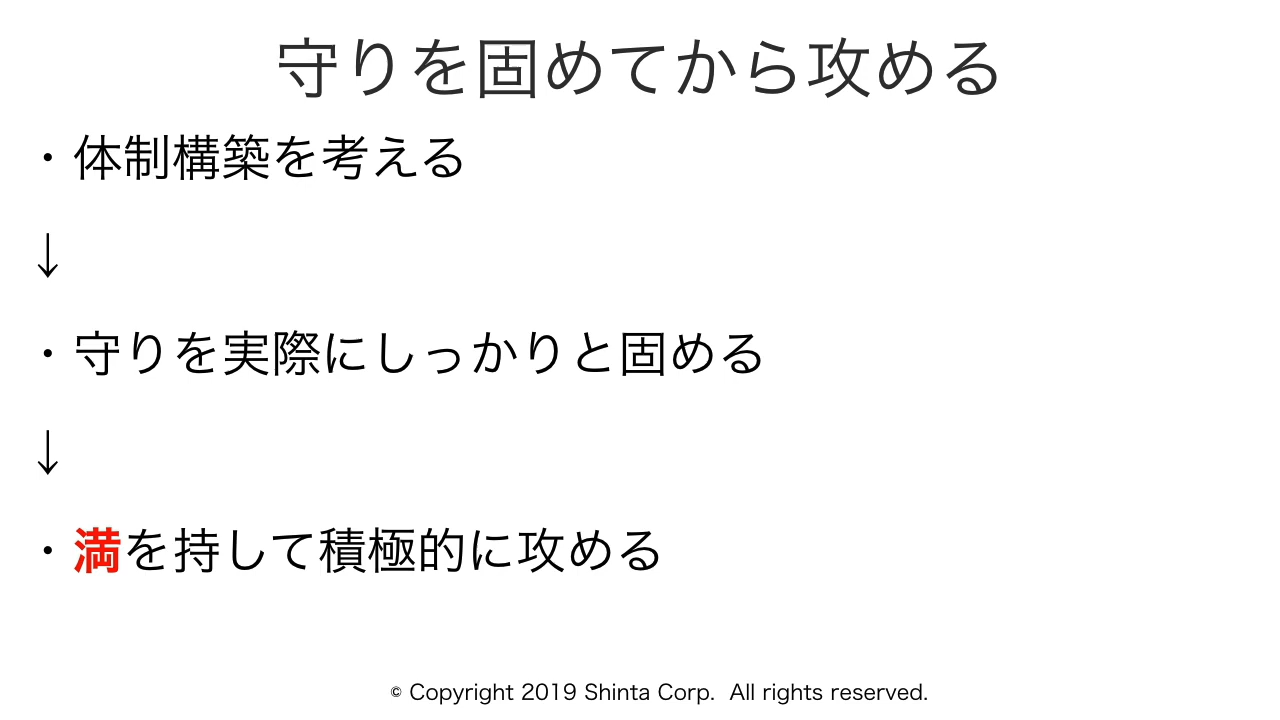 守りを固めてから攻める
・体制構築を考える
↓
・守りを実際にしっかりと固める
↓
・満を持して積極的に攻める
© Copyright 2019 Shinta Corp.  All rights reserved.